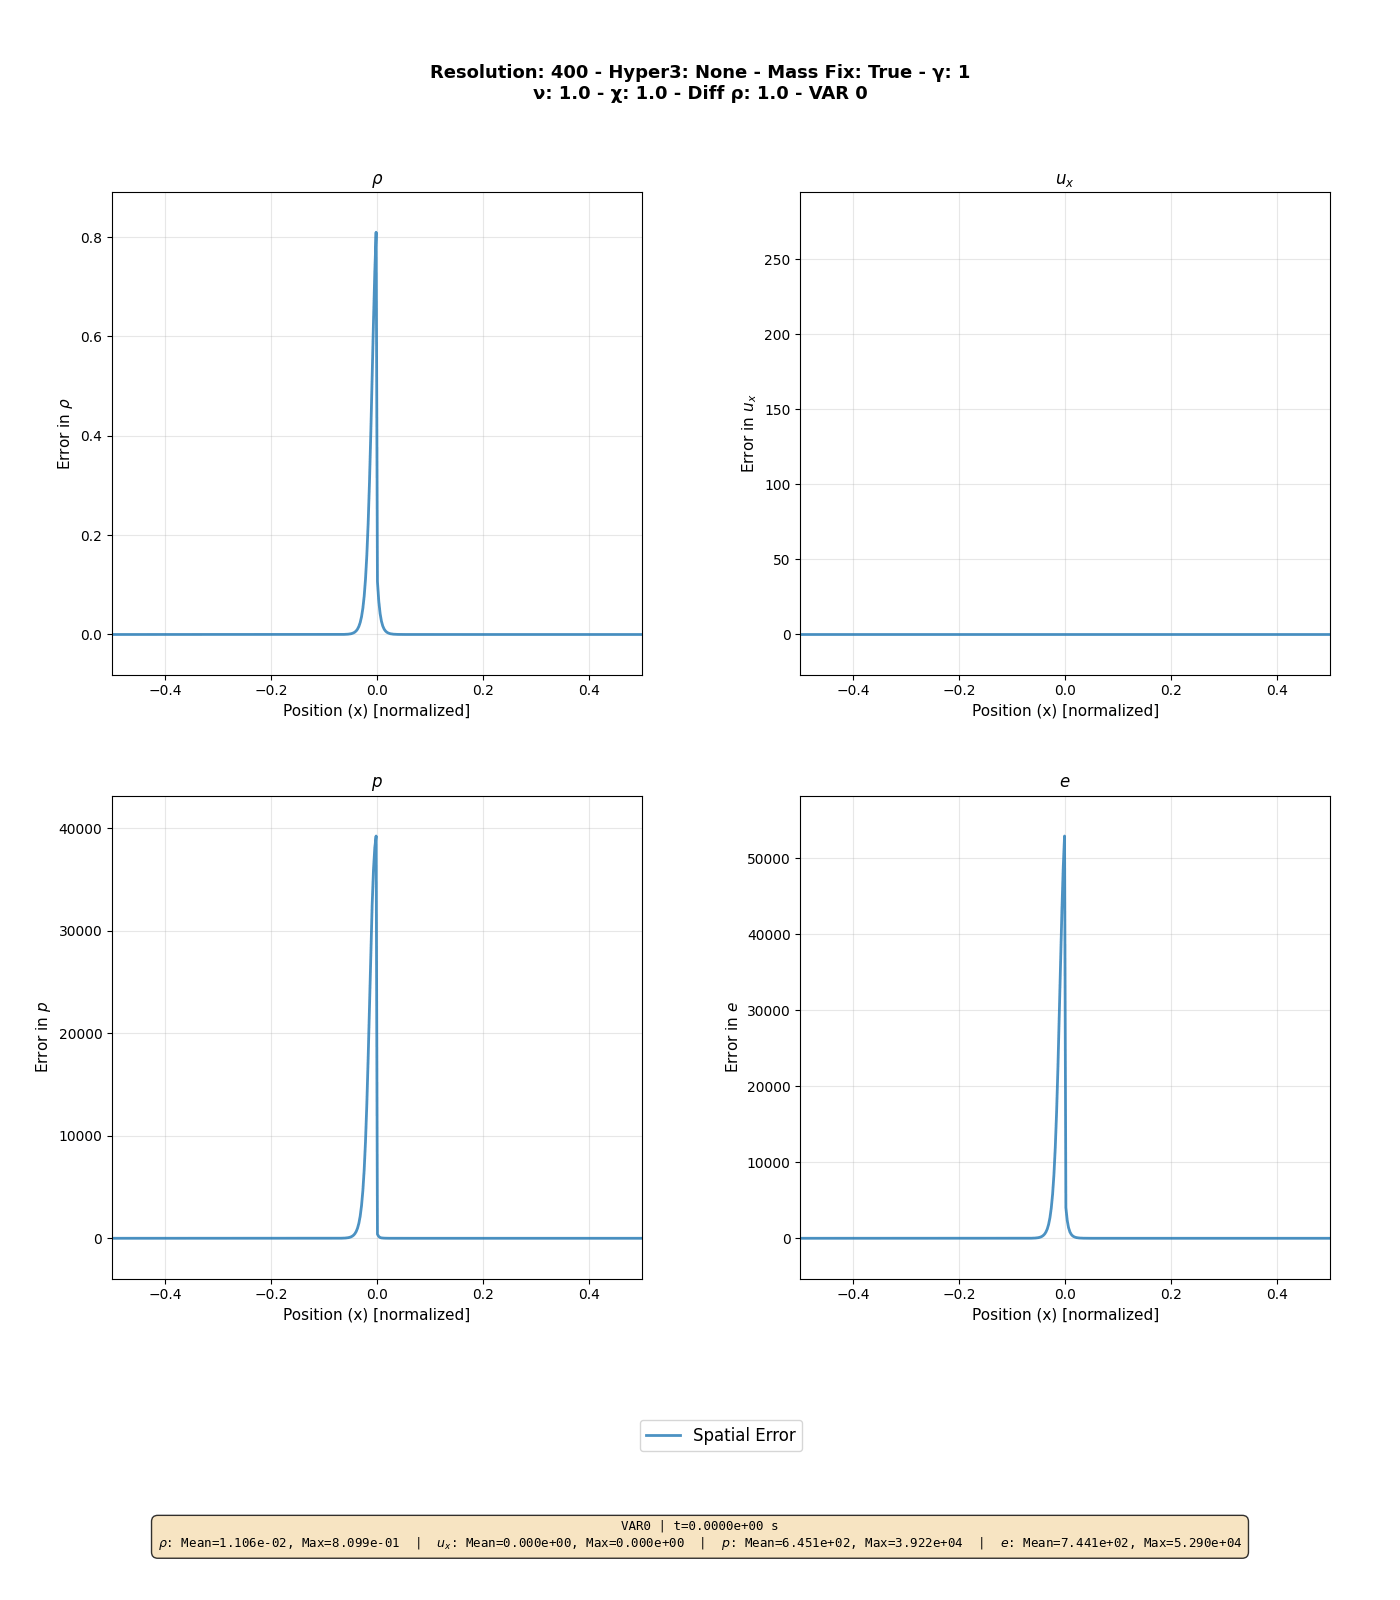 Resolution: 400 - Hyper3: None - Mass Fix: True - γ: 1
ν: 1.0 - χ: 1.0 - Diff ρ: 1.0 - VAR 0
ρ
Error in ρ
0.8
0.6
0.4
0.2
0.0
−0.4 −0.2 0.0 0.2 0.4
Position (x) [normalized]
uₓ
Error in uₓ
250
200
150
100
50
0
−0.4 −0.2 0.0 0.2 0.4
Position (x) [normalized]
p
Error in p
40000
30000
20000
10000
0
−0.4 −0.2 0.0 0.2 0.4
Position (x) [normalized]
e
Error in e
50000
40000
30000
20000
10000
0
−0.4 −0.2 0.0 0.2 0.4
Position (x) [normalized]
Spatial Error
VAR0 | t=0.0000e+00 s
ρ: Mean=1.106e-02, Max=8.099e-01 | uₓ: Mean=0.000e+00, Max=0.000e+00 | p: Mean=6.451e+02, Max=3.922e+04 | e: Mean=7.441e+02, Max=5.290e+04